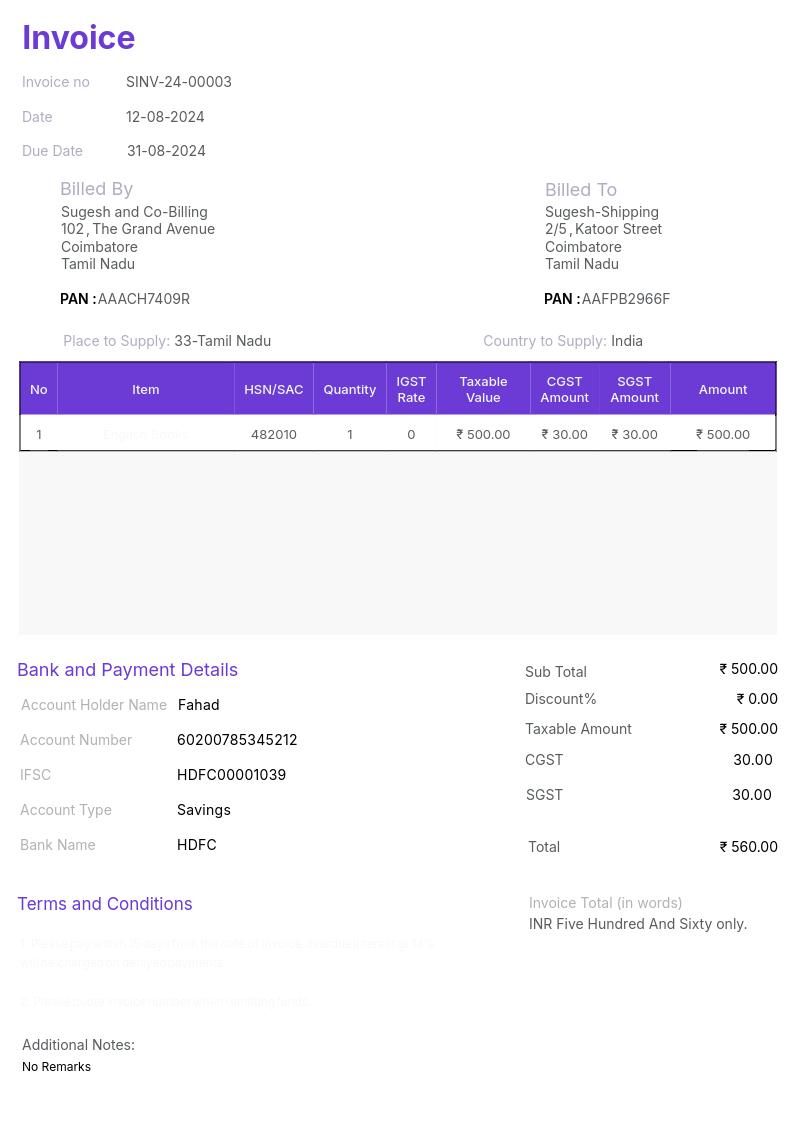 Invoice
Invoice no SINV-24-00003
Date 12-08-2024
Due Date 31-08-2024
Billed By Billed To
Sugesh and Co-Billing Sugesh-Shipping
102 , The Grand Avenue 2/5 , Katoor Street
Coimbatore Coimbatore
Tamil Nadu Tamil Nadu
PAN : AAACH7409R PAN : AAFPB2966F
Place to Supply: 33-Tamil Nadu Country to Supply: India
No Item HSN/SAC Quantity IGST Rate Taxable Value CGST Amount SGST Amount Amount
1 English Books 482010 1 0 ₹ 500.00 ₹ 30.00 ₹ 30.00 ₹ 500.00
Bank and Payment Details
Sub Total ₹ 500.00
Account Holder Name Fahad Discount% ₹ 0.00
Account Number 60200785345212 Taxable Amount ₹ 500.00
IFSC HDFC00001039 CGST 30.00
Account Type Savings SGST 30.00
Bank Name HDFC Total ₹ 560.00
Terms and Conditions Invoice Total (in words)
INR Five Hundred And Sixty only.
1. Please pay within 15 days from the date of invoice, overdue interest @ 14%
will be charged on delayed payments.
2. Please quote invoice number when remitting funds.
Additional Notes:
No Remarks